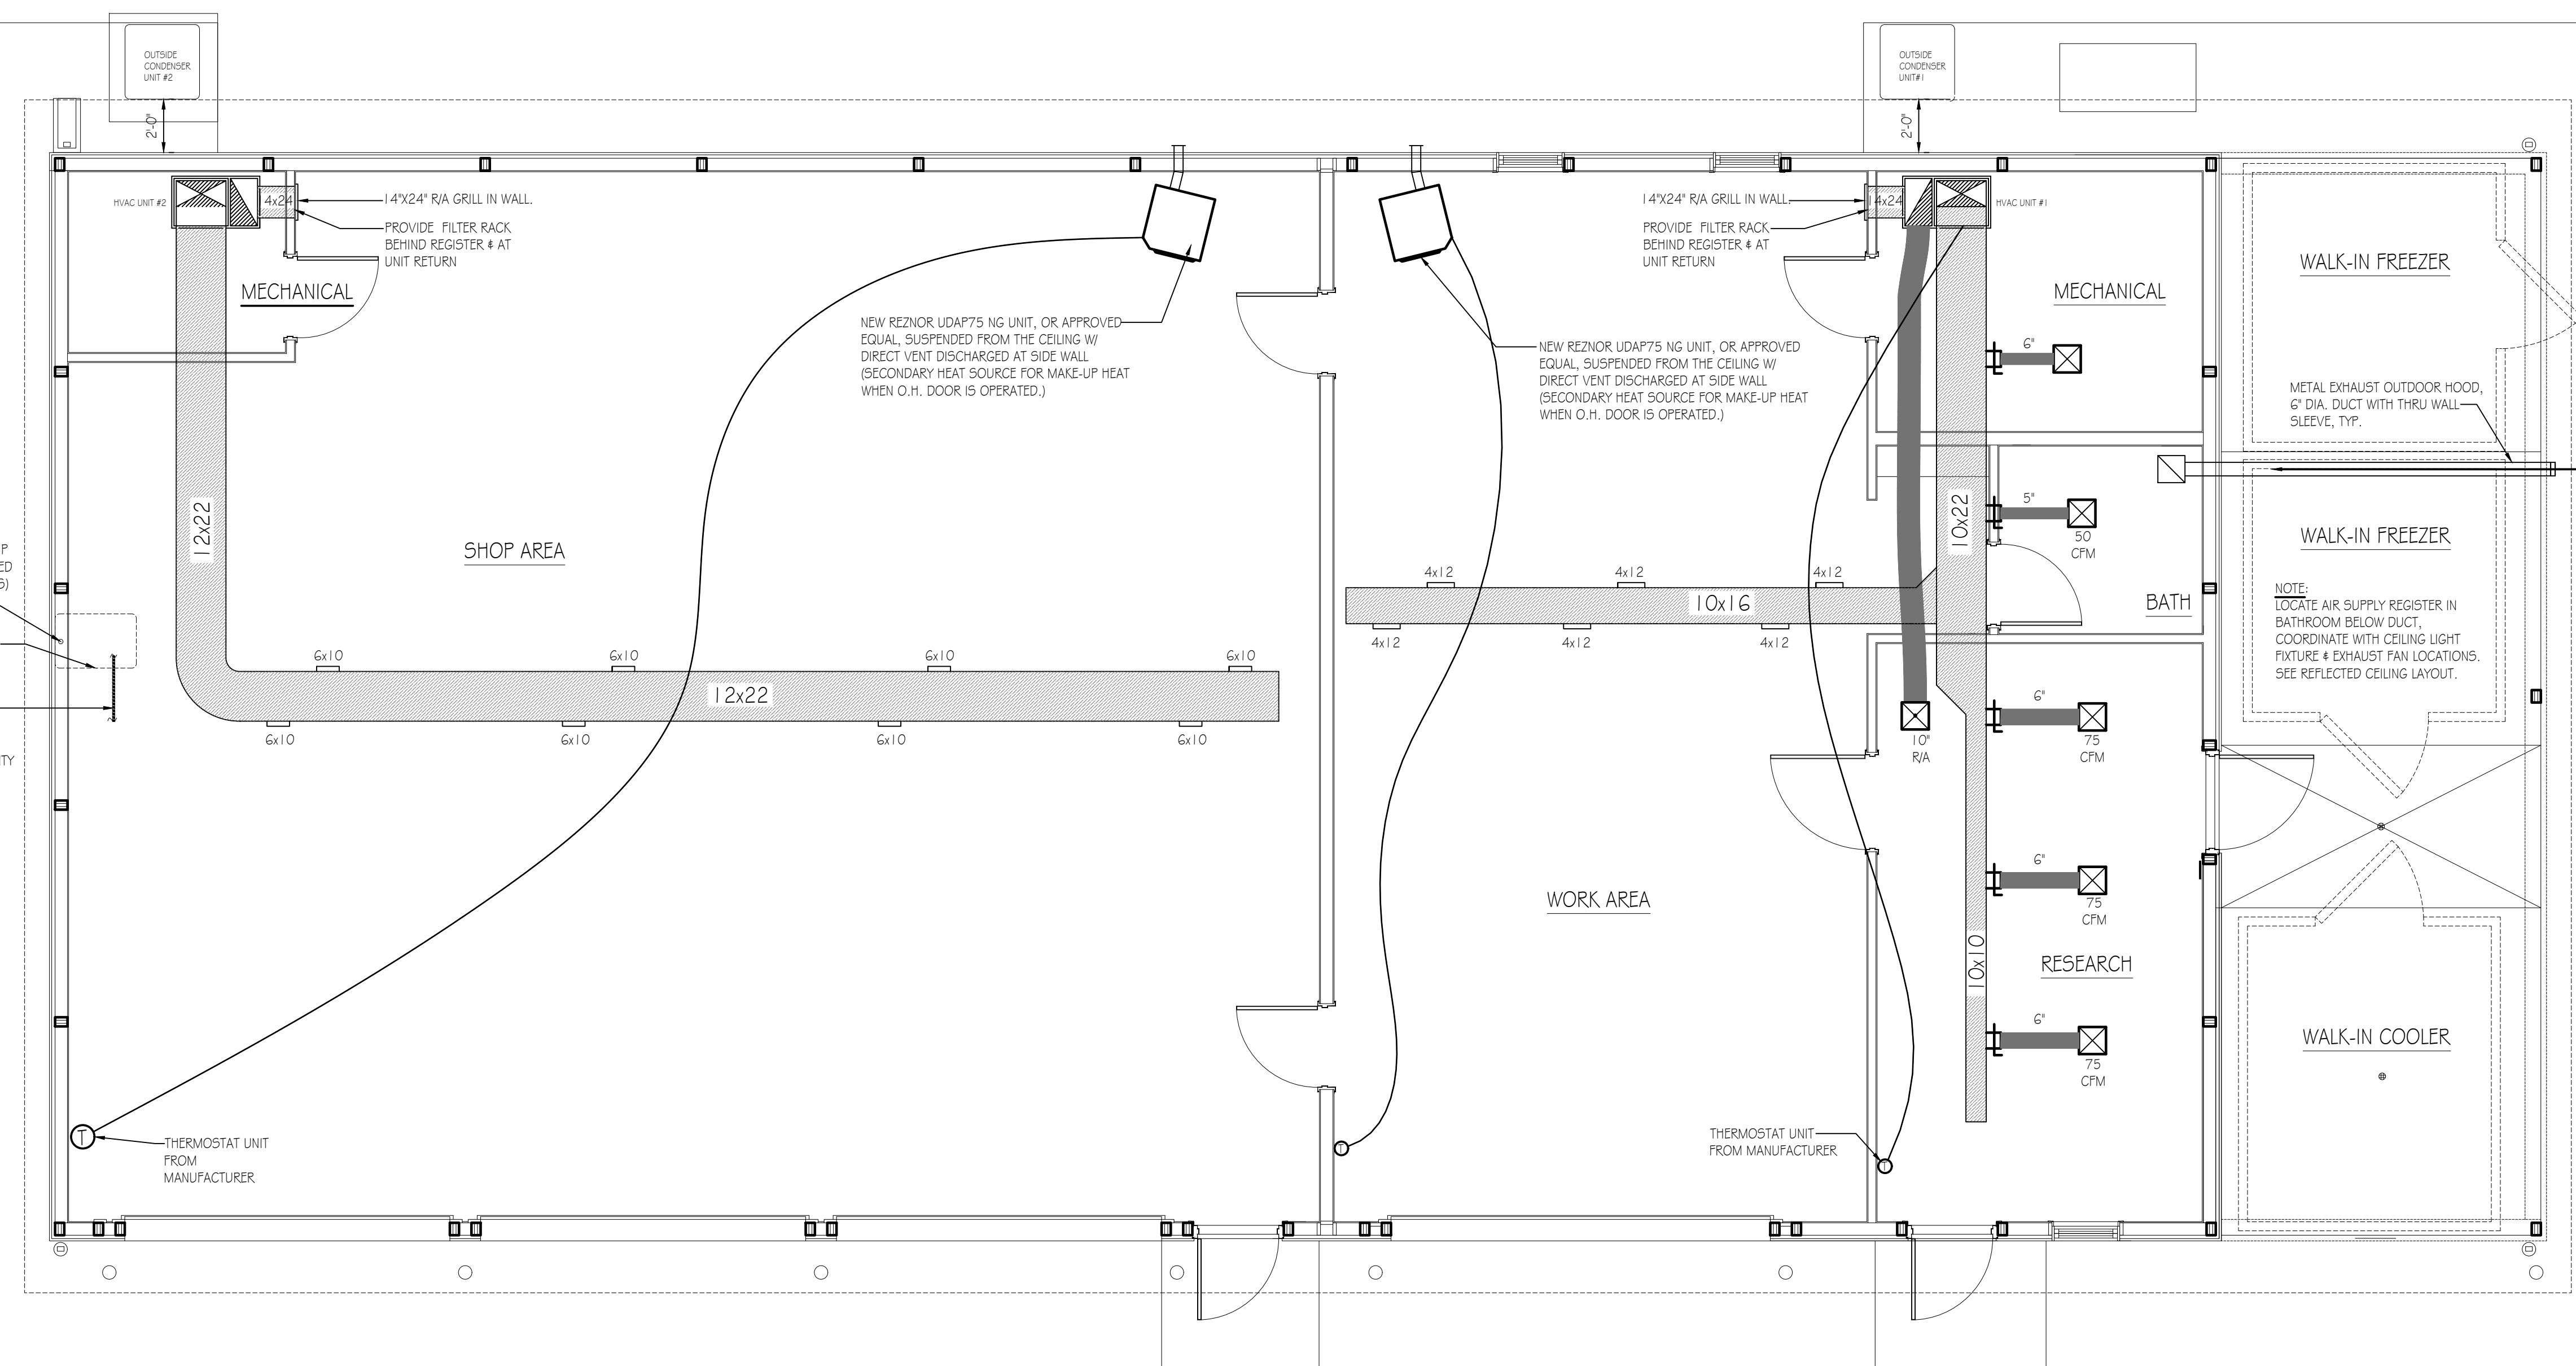 OUTSIDE
CONDENSER
UNIT #2
OUTSIDE
CONDENSER
UNIT#1
2'-0"
2'-0"
HVAC UNIT #2
4x24
14"X24" R/A GRILL IN WALL.
PROVIDE FILTER RACK
BEHIND REGISTER & AT
UNIT RETURN
MECHANICAL
14"X24" R/A GRILL IN WALL.
PROVIDE FILTER RACK
BEHIND REGISTER & AT
UNIT RETURN
14x24
HVAC UNIT #1
MECHANICAL
WALK-IN FREEZER
NEW REZNOR UDAP75 NG UNIT, OR APPROVED
EQUAL, SUSPENDED FROM THE CEILING W/
DIRECT VENT DISCHARGED AT SIDE WALL
(SECONDARY HEAT SOURCE FOR MAKE-UP HEAT
WHEN O.H. DOOR IS OPERATED.)
NEW REZNOR UDAP75 NG UNIT, OR APPROVED
EQUAL, SUSPENDED FROM THE CEILING W/
DIRECT VENT DISCHARGED AT SIDE WALL
(SECONDARY HEAT SOURCE FOR MAKE-UP HEAT
WHEN O.H. DOOR IS OPERATED.)
6"
METAL EXHAUST OUTDOOR HOOD,
6" DIA. DUCT WITH THRU WALL
SLEEVE, TYP.
12x22
SHOP AREA
10x22
5"
50
CFM
WALK-IN FREEZER
P
ED
S)
4x12
4x12
4x12
10x16
4x12
4x12
4x12
BATH
NOTE:
LOCATE AIR SUPPLY REGISTER IN
BATHROOM BELOW DUCT,
COORDINATE WITH CEILING LIGHT
FIXTURE & EXHAUST FAN LOCATIONS.
SEE REFLECTED CEILING LAYOUT.
6x10
6x10
6x10
6x10
12x22
6x10
6x10
6x10
6x10
ITY
10"
R/A
6"
75
CFM
6"
75
CFM
WORK AREA
10x10
RESEARCH
6"
75
CFM
WALK-IN COOLER
T
THERMOSTAT UNIT
FROM
MANUFACTURER
T
THERMOSTAT UNIT
FROM MANUFACTURER
T